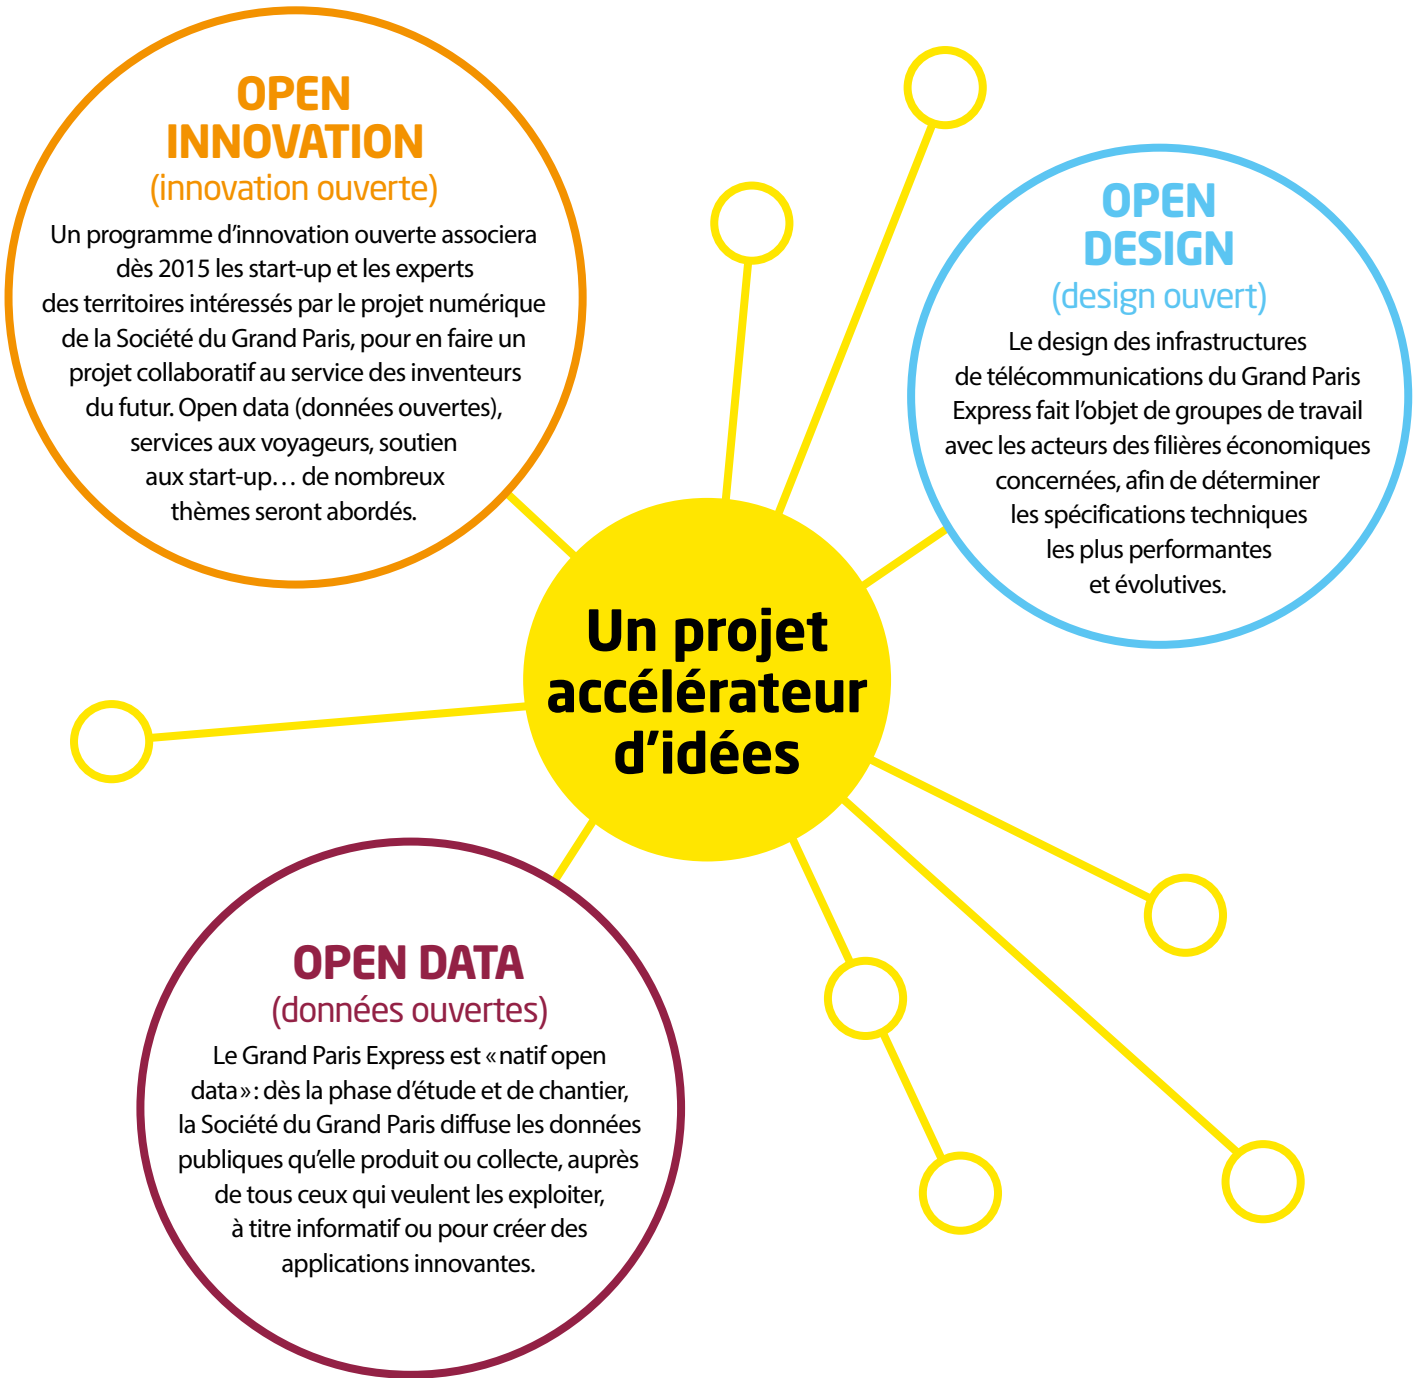 OPEN
INNOVATION
(innovation ouverte)
Un programme d’innovation ouverte associera
dès 2015 les start-up et les experts
des territoires intéressés par le projet numérique
de la Société du Grand Paris, pour en faire un
projet collaboratif au service des inventeurs
du futur. Open data (données ouvertes),
services aux voyageurs, soutien
aux start-up… de nombreux
thèmes seront abordés.
OPEN
DESIGN
(design ouvert)
Le design des infrastructures
de télécommunications du Grand Paris
Express fait l’objet de groupes de travail
avec les acteurs des filières économiques
concernées, afin de déterminer
les spécifications techniques
les plus performantes
et évolutives.
Un projet
accélérateur
d’idées
OPEN DATA
(données ouvertes)
Le Grand Paris Express est «natif open
data»: dès la phase d’étude et de chantier,
la Société du Grand Paris diffuse les données
publiques qu’elle produit ou collecte, auprès
de tous ceux qui veulent les exploiter,
à titre informatif ou pour créer des
applications innovantes.